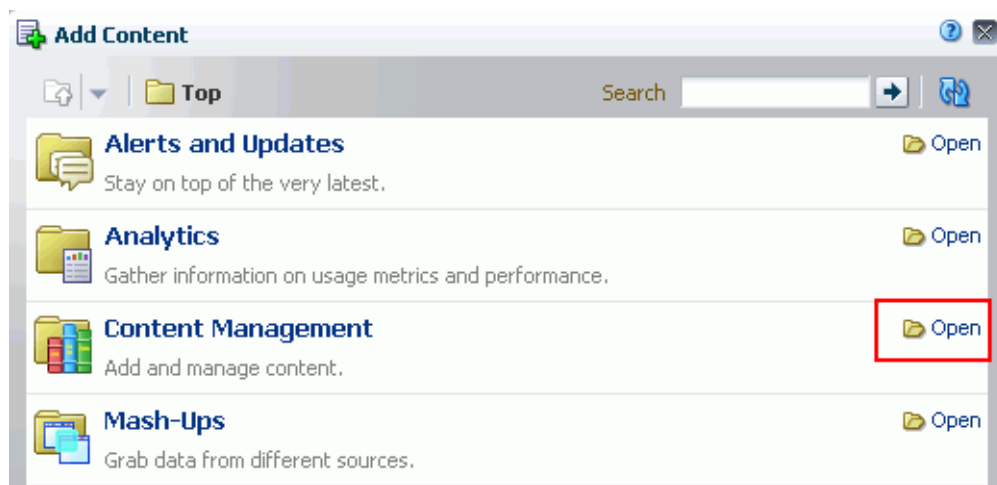 Add Content
Top Search
Alerts and Updates Open
Stay on top of the very latest.
Analytics Open
Gather information on usage metrics and performance.
Content Management Open
Add and manage content.
Mash-Ups Open
Grab data from different sources.